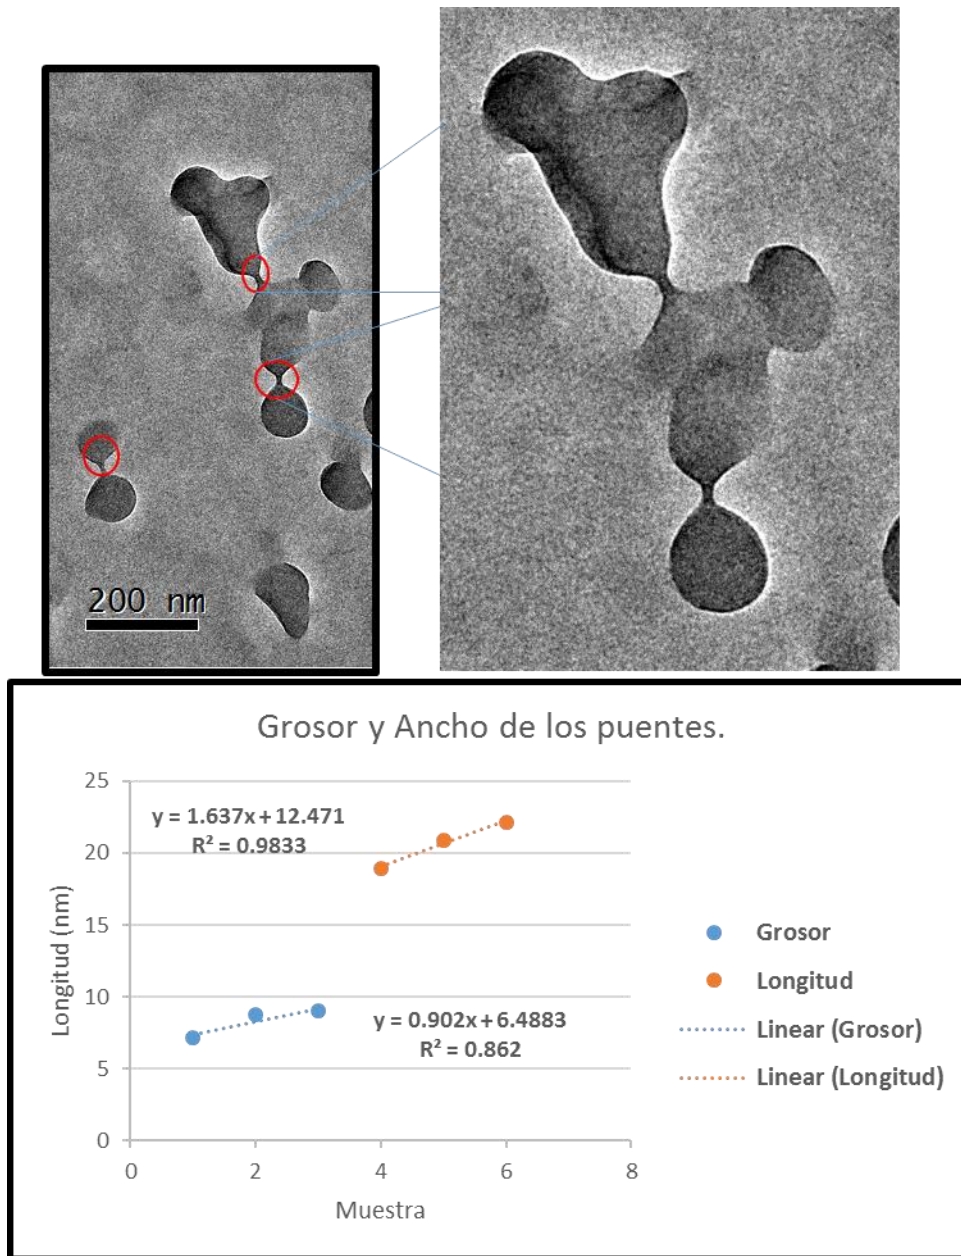 200 nm
Grosor y Ancho de los puentes.
25
20
15
10
5
0
Longitud (nm)
y = 1.637x + 12.471
R² = 0.9833
y = 0.902x + 6.4883
R² = 0.862
0 2 4 6 8
Muestra
Grosor
Longitud
Linear (Grosor)
Linear (Longitud)